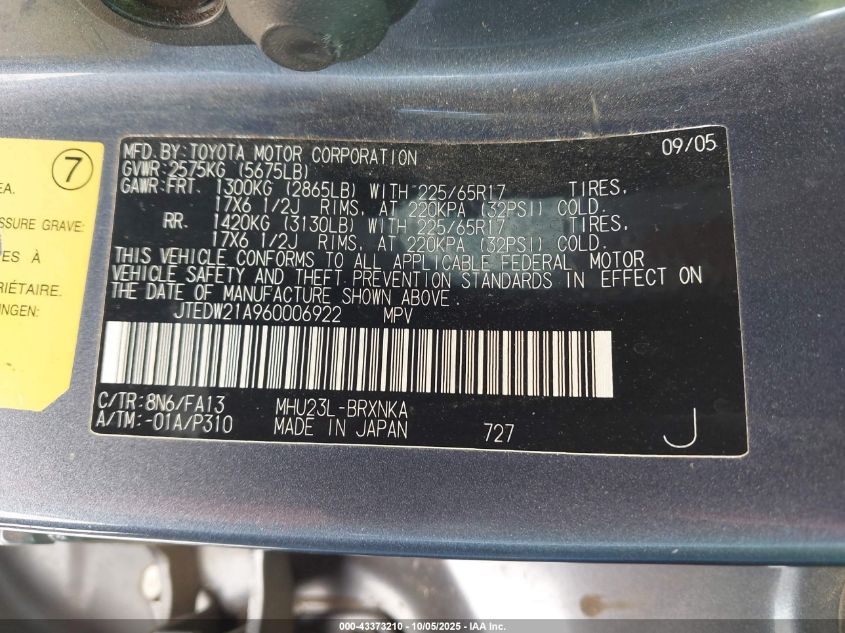 7
EA.
SSURE GRAVE:
ES À
RIÉTAIRE.
NGEN:
MFD.BY:TOYOTA MOTOR CORPORATION 09/05
GVWR:2575KG (5675LB)
GAWR:FRT. 1300KG (2865LB) WITH 225/65R17 TIRES,
17X6 1/2J RIMS, AT 220KPA (32PSI) COLD.
RR. 1420KG (3130LB) WITH 225/65R17 TIRES,
17X6 1/2J RIMS, AT 220KPA (32PSI) COLD.
THIS VEHICLE CONFORMS TO ALL APPLICABLE FEDERAL MOTOR
VEHICLE SAFETY AND THEFT PREVENTION STANDARDS IN EFFECT ON
THE DATE OF MANUFACTURE SHOWN ABOVE.
JTEDW21A960006922 MPV
C/TR:8N6/FA13 MHU23L-BRXNKA
A/TM:-01A/P310 MADE IN JAPAN 727 J
000-43373210 - 10/05/2025 - IAA Inc.